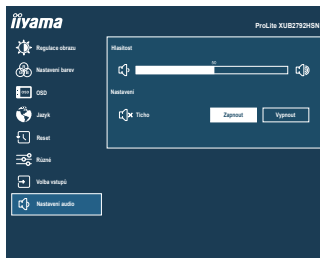 iiyama
ProLite XUB2792HSN
Regulace obrazu
Nastavení barev
OSD
OSD
Jazyk
Reset
Různé
Volba vstupů
Nastavení audio
Hlasitost
50
Nastavení
Ticho
Zapnout
Vypnout